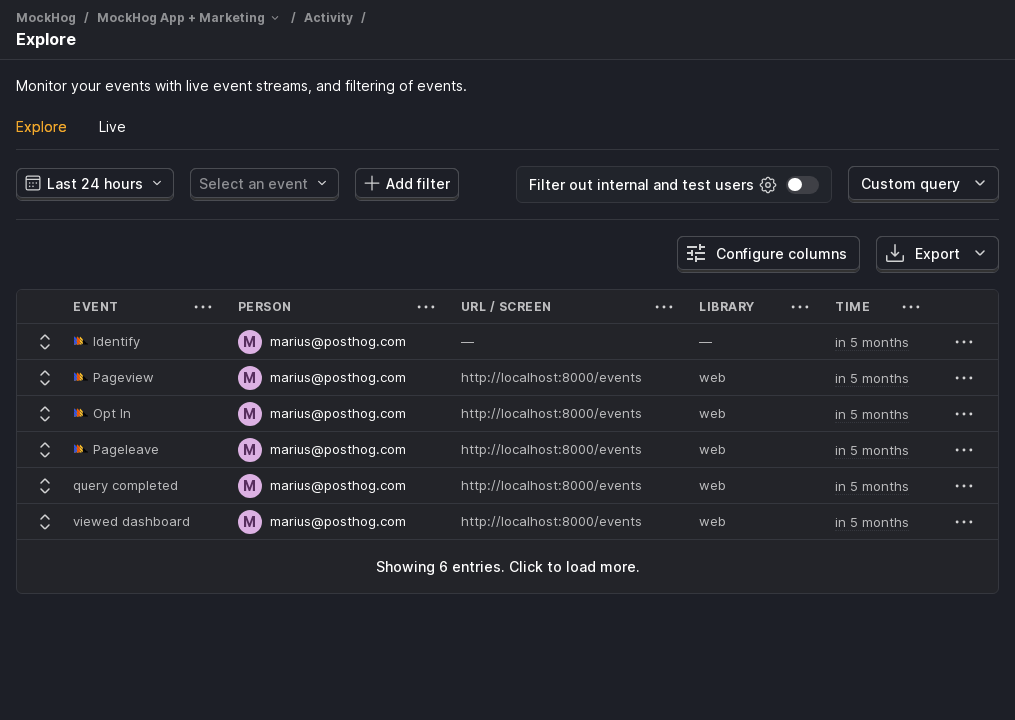 MockHog / MockHog App + Marketing / Activity /
Explore
Monitor your events with live event streams, and filtering of events.
Explore Live
Last 24 hours Select an event Add filter Filter out internal and test users Custom query
Configure columns Export
EVENT PERSON URL / SCREEN LIBRARY TIME
Identify M marius@posthog.com — — in 5 months
Pageview M marius@posthog.com http://localhost:8000/events web in 5 months
Opt In M marius@posthog.com http://localhost:8000/events web in 5 months
Pageleave M marius@posthog.com http://localhost:8000/events web in 5 months
query completed M marius@posthog.com http://localhost:8000/events web in 5 months
viewed dashboard M marius@posthog.com http://localhost:8000/events web in 5 months
Showing 6 entries. Click to load more.